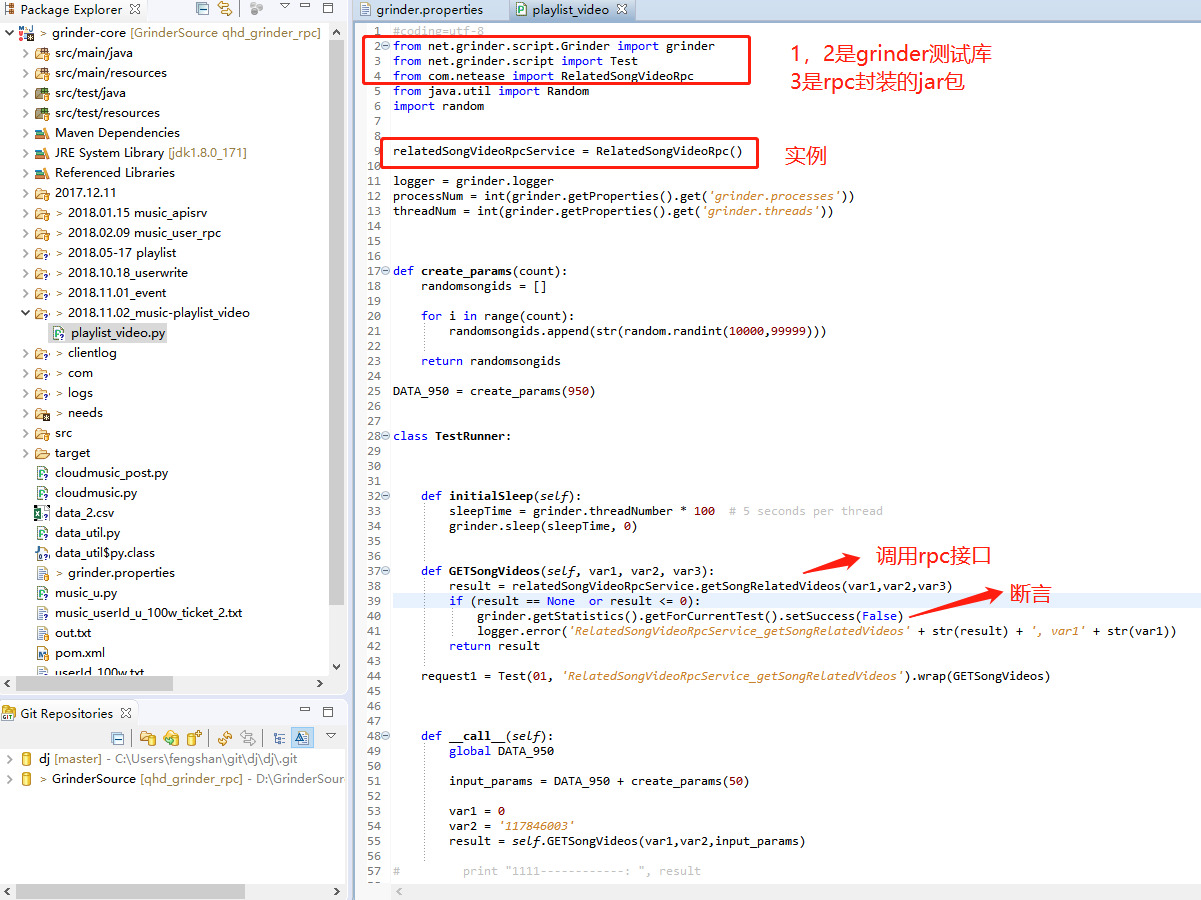 Package Explorer
grinder-core [GrinderSource qhd_grinder_rpc]
src/main/java
src/main/resources
src/test/java
src/test/resources
Maven Dependencies
JRE System Library [jdk1.8.0_171]
Referenced Libraries
2017.12.11
> 2018.01.15 music_apisrv
> 2018.02.09 music_user_rpc
> 2018.05-17 playlist
> 2018.10.18_userwrite
> 2018.11.01_event
> 2018.11.02_music-playlist_video
playlist_video.py
> clientlog
> com
> logs
> needs
src
target
cloudmusic_post.py
cloudmusic.py
data_2.csv
data_util.py
data_util$py.class
> grinder.properties
music_u.py
music_userId_u_100w_ticket_2.txt
out.txt
pom.xml
userId_100w.txt
Git Repositories
dj [master] - C:\Users\fengshan\git\dj\dj\.git
> GrinderSource [qhd_grinder_rpc] - D:\GrinderSour
grinder.properties
playlist_video
1 #coding=utf-8
2 from net.grinder.script.Grinder import grinder
3 from net.grinder.script import Test
4 from com.netease import RelatedSongVideoRpc
5 from java.util import Random
6 import random
7
8
9 relatedSongVideoRpcService = RelatedSongVideoRpc()
10
11 logger = grinder.logger
12 processNum = int(grinder.getProperties().get('grinder.processes'))
13 threadNum = int(grinder.getProperties().get('grinder.threads'))
14
15
16
17 def create_params(count):
18 randomsongids = []
19
20 for i in range(count):
21 randomsongids.append(str(random.randint(10000,99999)))
22
23 return randomsongids
24
25 DATA_950 = create_params(950)
26
27
28 class TestRunner:
29
30
31
32 def initialSleep(self):
33 sleepTime = grinder.threadNumber * 100 # 5 seconds per thread
34 grinder.sleep(sleepTime, 0)
35
36
37 def GETSongVideos(self, var1, var2, var3):
38 result = relatedSongVideoRpcService.getSongRelatedVideos(var1,var2,var3)
39 if (result == None or result <= 0):
40 grinder.getStatistics().getForCurrentTest().setSuccess(False)
41 logger.error('RelatedSongVideoRpcService_getSongRelatedVideos' + str(result) + ', var1' + str(var1))
42 return result
43
44 request1 = Test(01, 'RelatedSongVideoRpcService_getSongRelatedVideos').wrap(GETSongVideos)
45
46
47
48 def __call__(self):
49 global DATA_950
50
51 input_params = DATA_950 + create_params(50)
52
53 var1 = 0
54 var2 = '117846003'
55 result = self.GETSongVideos(var1,var2,input_params)
56
57 # print "1111------------: ", result
1，2是grinder测试库
3是rpc封装的jar包
实例
调用rpc接口
断言